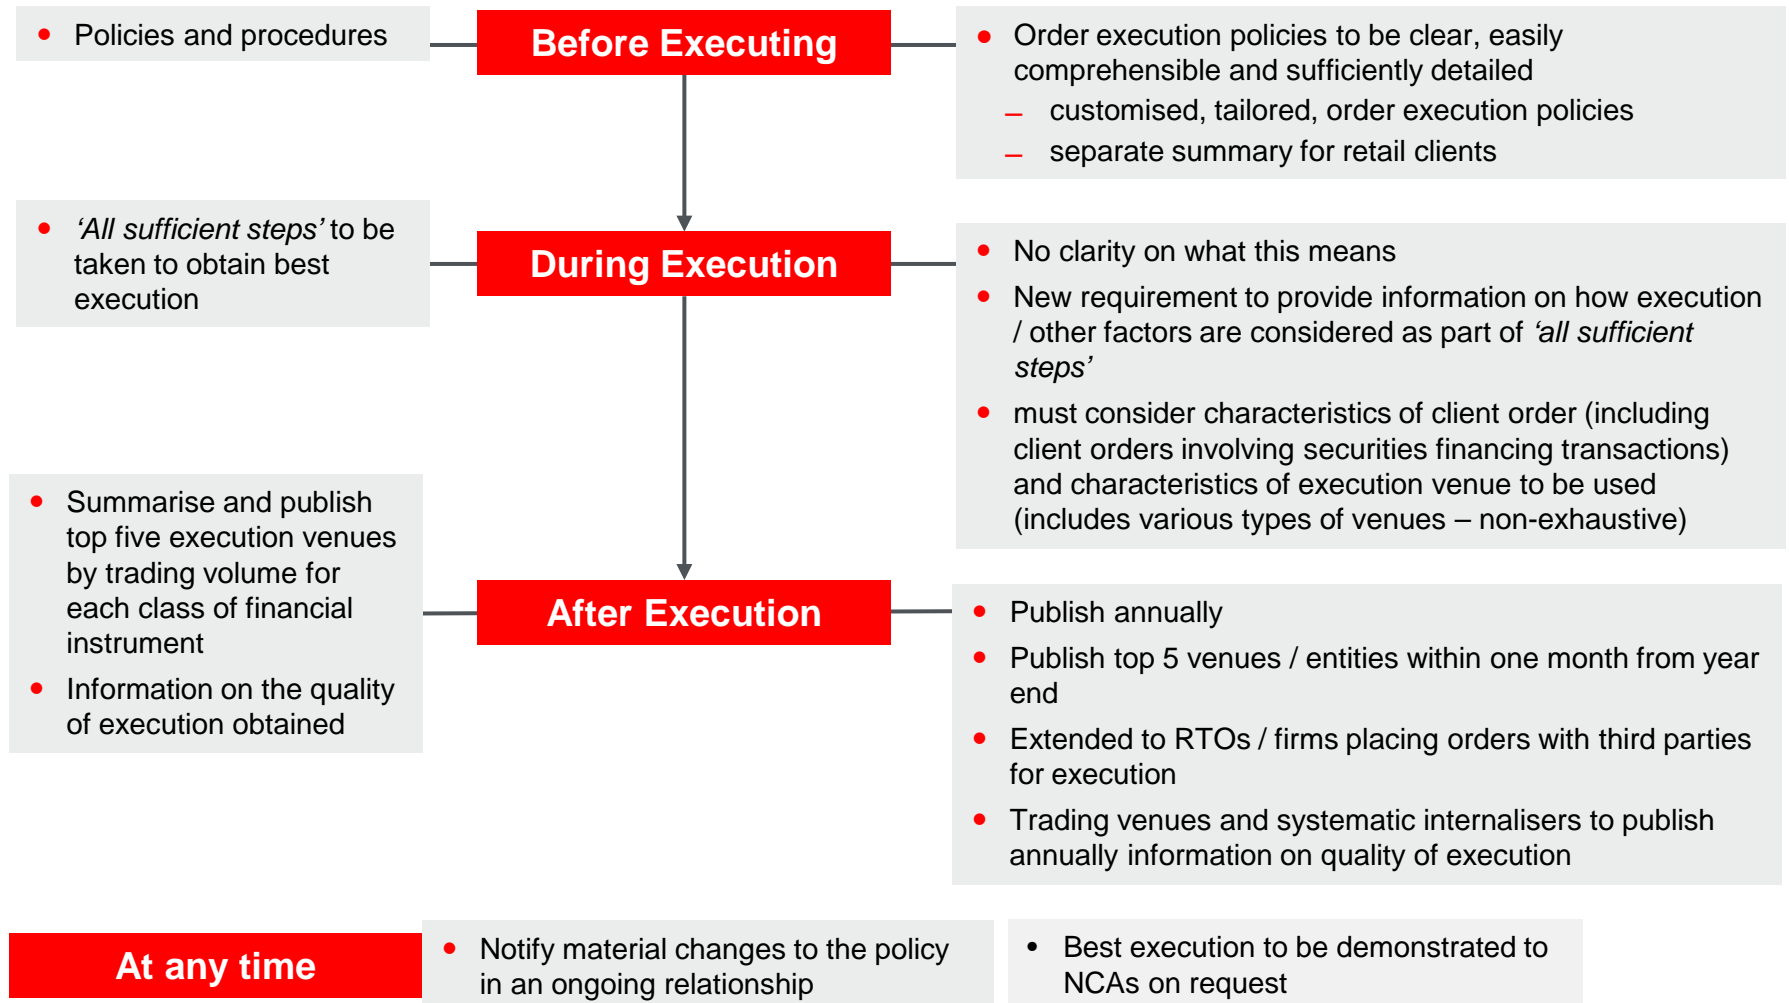 • Policies and procedures
Before Executing
• Order execution policies to be clear, easily
comprehensible and sufficiently detailed
– customised, tailored, order execution policies
– separate summary for retail clients
• ‘All sufficient steps’ to be
taken to obtain best
execution
During Execution
• No clarity on what this means
• New requirement to provide information on how execution
/ other factors are considered as part of ‘all sufficient
steps’
• must consider characteristics of client order (including
client orders involving securities financing transactions)
and characteristics of execution venue to be used
(includes various types of venues – non-exhaustive)
• Summarise and publish
top five execution venues
by trading volume for
each class of financial
instrument
• Information on the quality
of execution obtained
After Execution
• Publish annually
• Publish top 5 venues / entities within one month from year
end
• Extended to RTOs / firms placing orders with third parties
for execution
• Trading venues and systematic internalisers to publish
annually information on quality of execution
At any time
• Notify material changes to the policy
in an ongoing relationship
• Best execution to be demonstrated to
NCAs on request